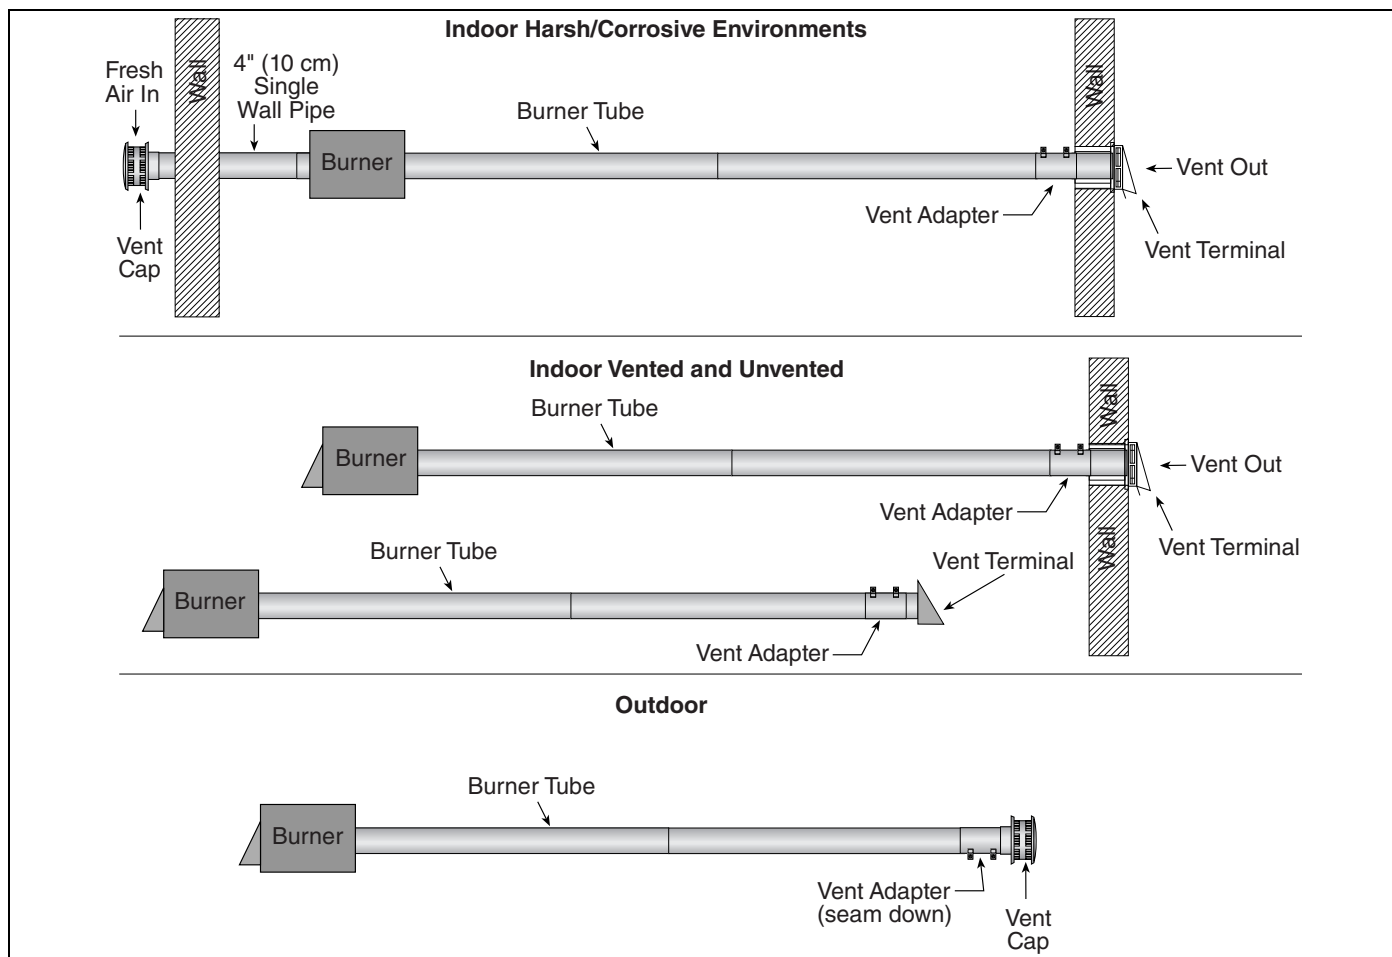 Indoor Harsh/Corrosive Environments
Fresh
Air In
Wall
4" (10 cm)
Single
Wall Pipe
Burner Tube
Wall
Burner
Vent Out
Vent Adapter
Vent Terminal
Vent
Cap
Indoor Vented and Unvented
Burner Tube
Wall
Burner
Vent Out
Vent Adapter
Wall
Vent Terminal
Burner Tube
Vent Terminal
Burner
Vent Adapter
Outdoor
Burner Tube
Burner
Vent Adapter
(seam down)
Vent
Cap